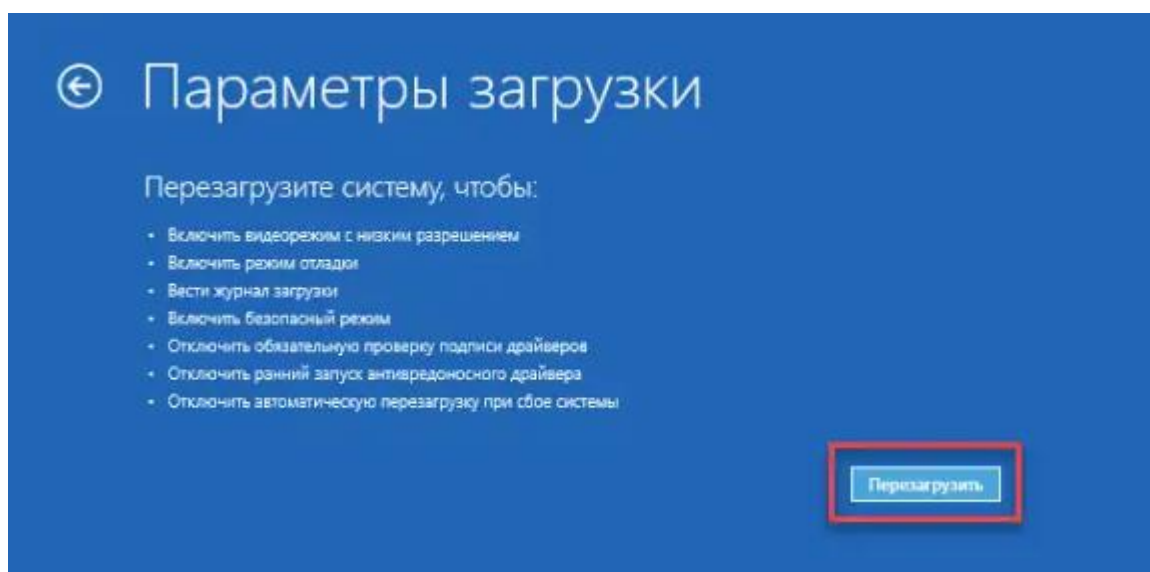 Параметры загрузки
Перезагрузите систему, чтобы:
• Включить видеорежим с низким разрешением
• Включить режим отладки
• Вести журнал загрузки
• Включить безопасный режим
• Отключить обязательную проверку подписи драйверов
• Отключить ранний запуск антивредоносного драйвера
• Отключить автоматическую перезагрузку при сбое системы
Перезагрузить